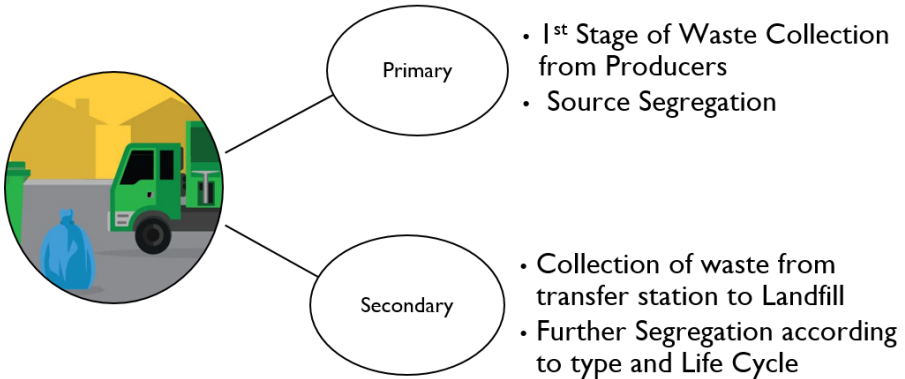 Primary
• 1st Stage of Waste Collection
from Producers
• Source Segregation
Secondary
• Collection of waste from
transfer station to Landfill
• Further Segregation according
to type and Life Cycle